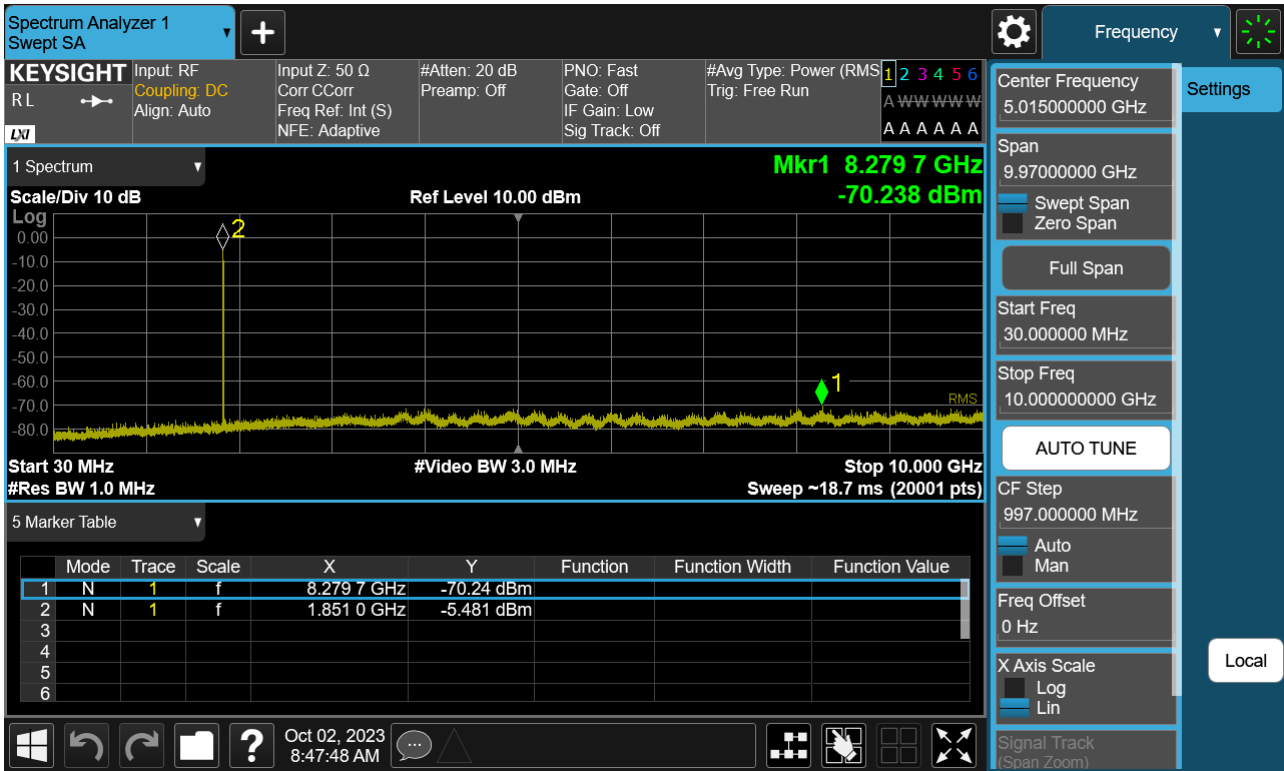 Spectrum Analyzer 1
Swept SA
+
Frequency
KEYSIGHT
RL
LXI
Input: RF
Coupling: DC
Align: Auto
Input Z: 50 Ω
Corr CCorr
Freq Ref: Int (S)
NFE: Adaptive
#Atten: 20 dB
Preamp: Off
PNO: Fast
Gate: Off
IF Gain: Low
Sig Track: Off
#Avg Type: Power (RMS
Trig: Free Run
1 2 3 4 5 6
A W W W W W
A A A A A A
1 Spectrum
Mkr1 8.279 7 GHz
-70.238 dBm
Scale/Div 10 dB
Ref Level 10.00 dBm
Log
0.00
-10.0
-20.0
-30.0
-40.0
-50.0
-60.0
-70.0
-80.0
2
1
RMS
Start 30 MHz
#Video BW 3.0 MHz
Stop 10.000 GHz
#Res BW 1.0 MHz
Sweep ~18.7 ms (20001 pts)
5 Marker Table
Mode Trace Scale X Y Function Function Width Function Value
1 N 1 f 8.279 7 GHz -70.24 dBm
2 N 1 f 1.851 0 GHz -5.481 dBm
3
4
5
6
Oct 02, 2023
8:47:48 AM
?
Center Frequency
5.015000000 GHz
Span
9.97000000 GHz
Swept Span
Zero Span
Full Span
Start Freq
30.000000 MHz
Stop Freq
10.000000000 GHz
AUTO TUNE
CF Step
997.000000 MHz
Auto
Man
Freq Offset
0 Hz
X Axis Scale
Log
Lin
Signal Track
(Span Zoom)
Settings
Local